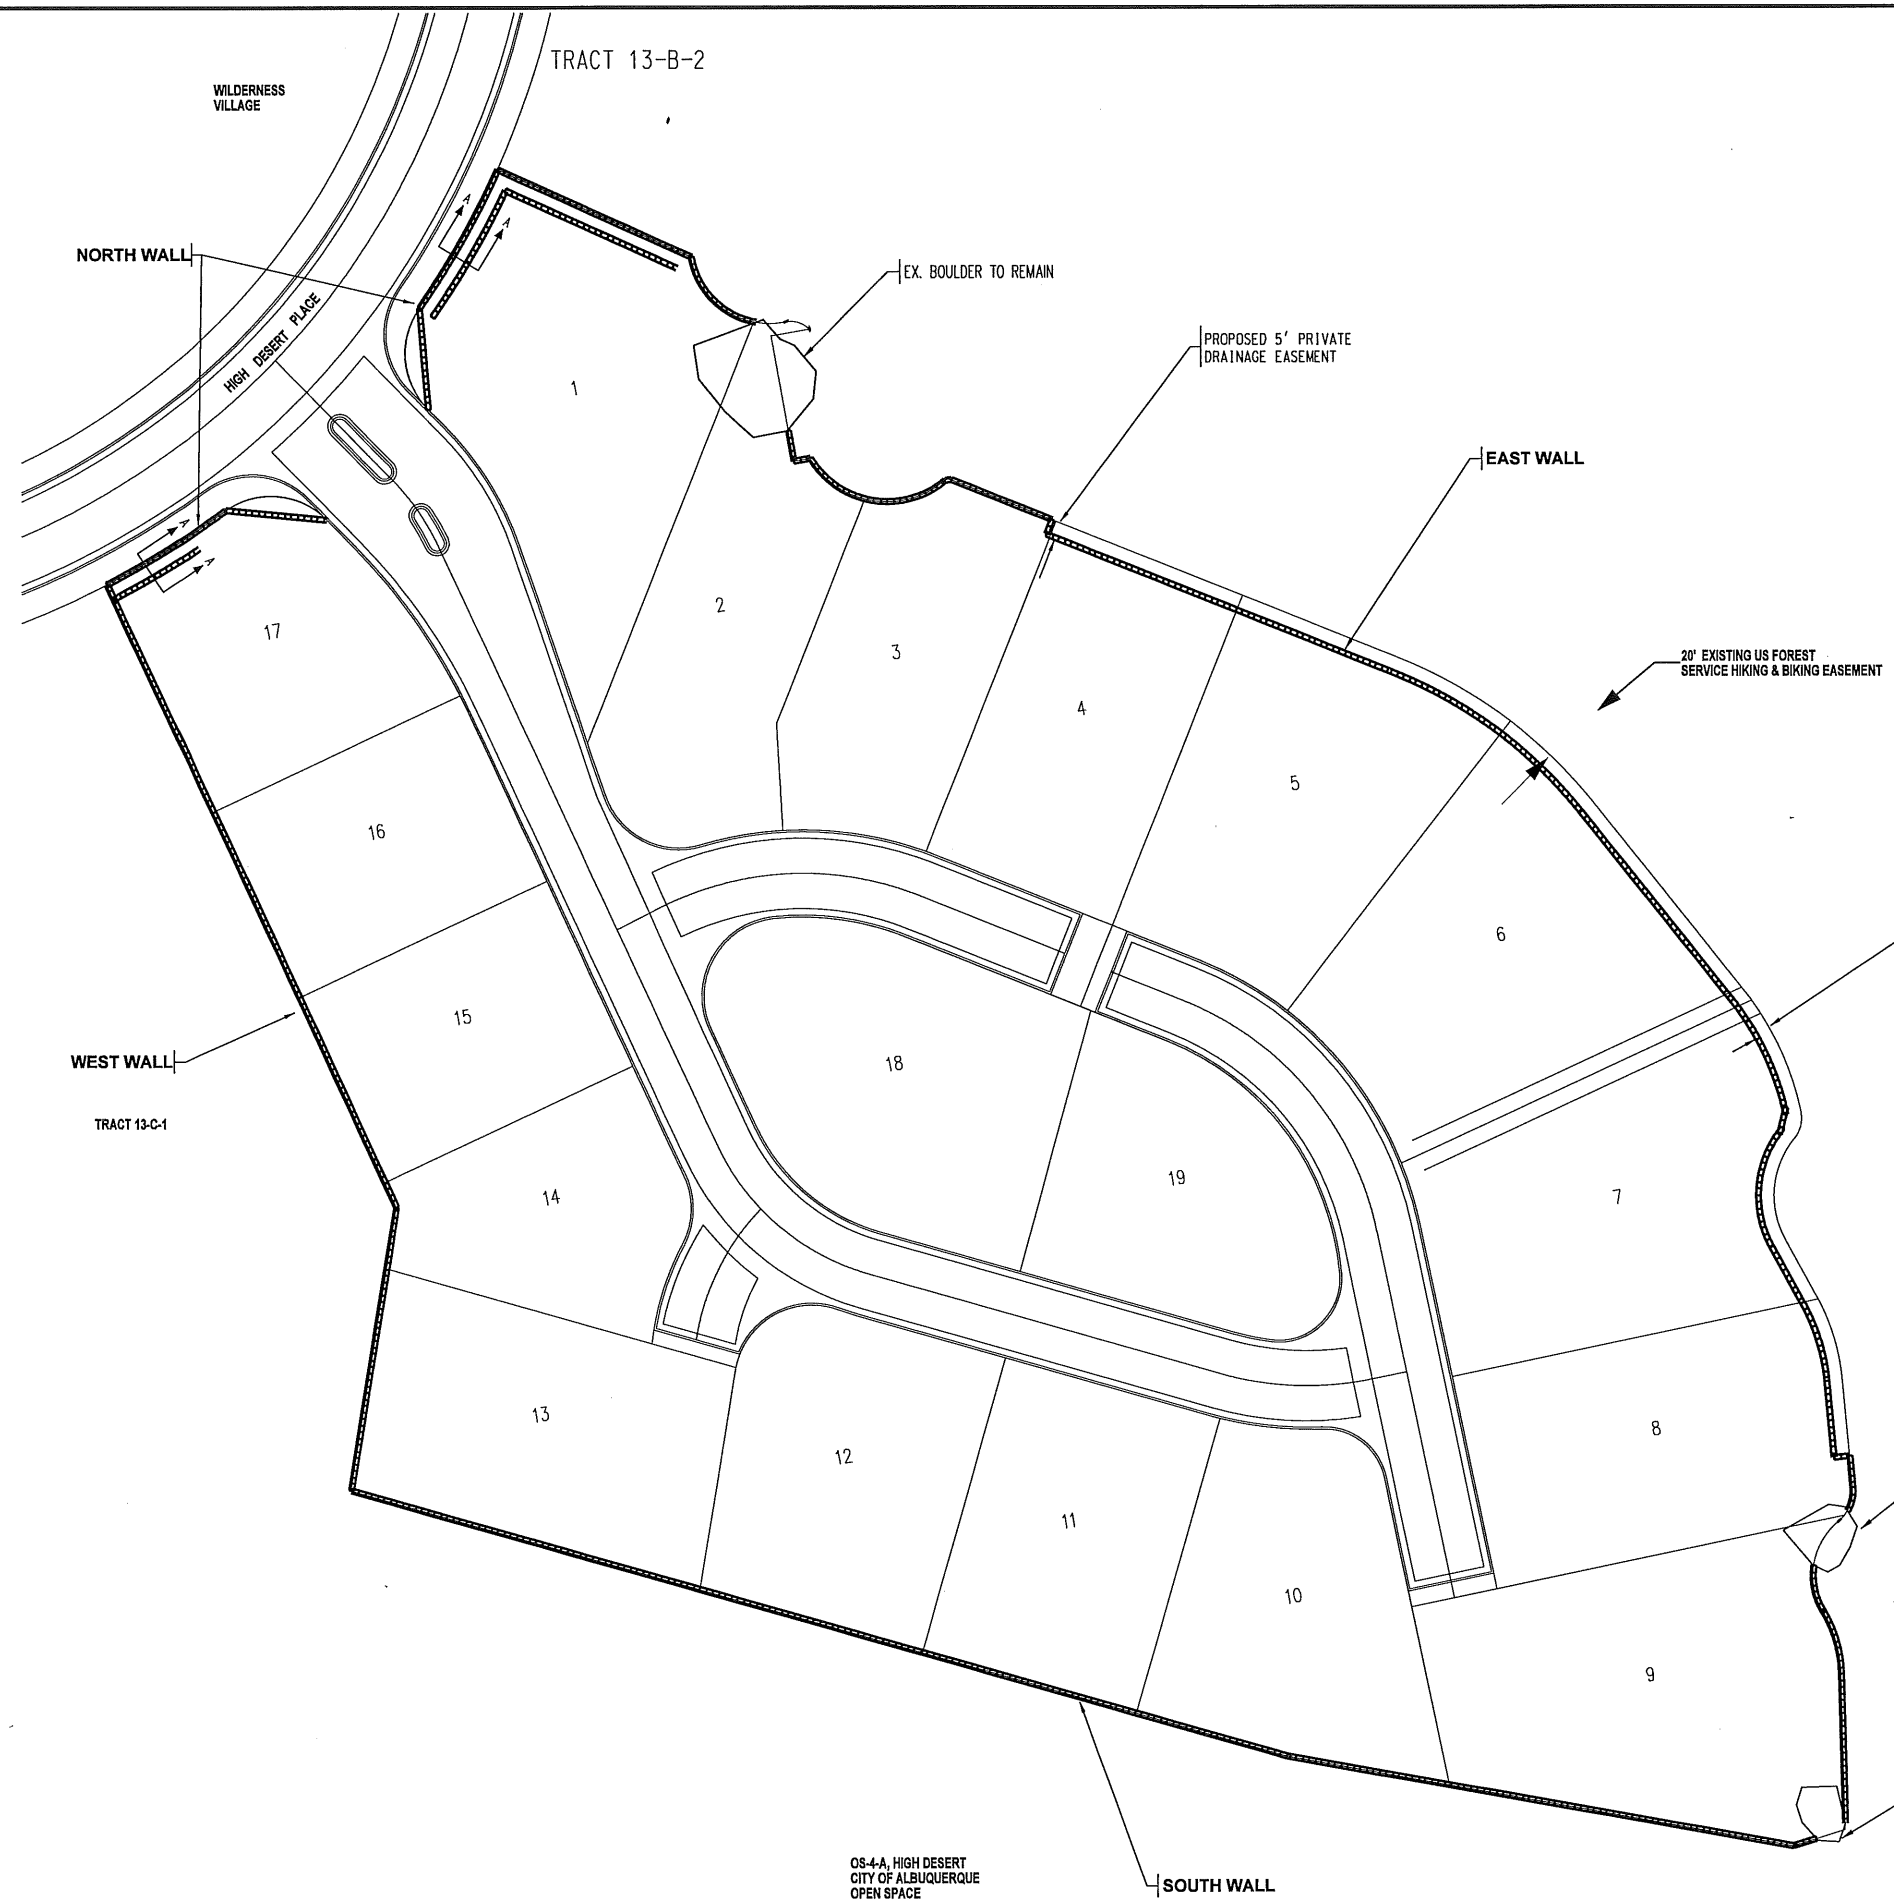 TRACT 13-B-2
WILDERNESS
VILLAGE
A
A
NORTH WALL
EX. BOULDER TO REMAIN
HIGH DESERT PLACE
PROPOSED 5' PRIVATE
DRAINAGE EASEMENT
1
EAST WALL
A
A
2
17
3
20' EXISTING US FOREST
SERVICE HIKING & BIKING EASEMENT
4
5
16
6
15
WEST WALL
18
TRACT 13-C-1
19
14
7
13
8
12
11
10
9
OS-4-A, HIGH DESERT
CITY OF ALBUQUERQUE
OPEN SPACE
SOUTH WALL